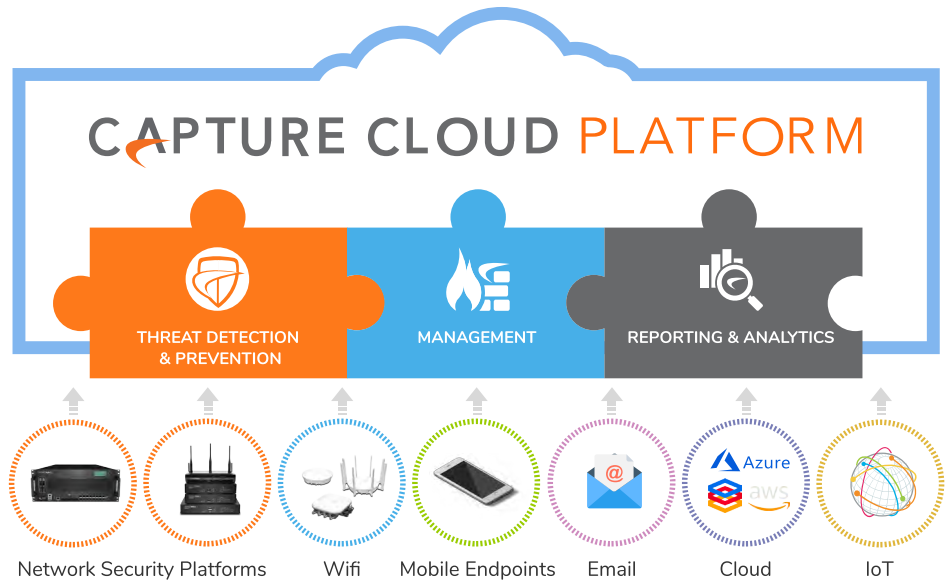 CAPTURE CLOUD PLATFORM
THREAT DETECTION
& PREVENTION
MANAGEMENT
REPORTING & ANALYTICS
@
Azure
aws
Network Security Platforms
Wifi
Mobile Endpoints
Email
Cloud
IoT